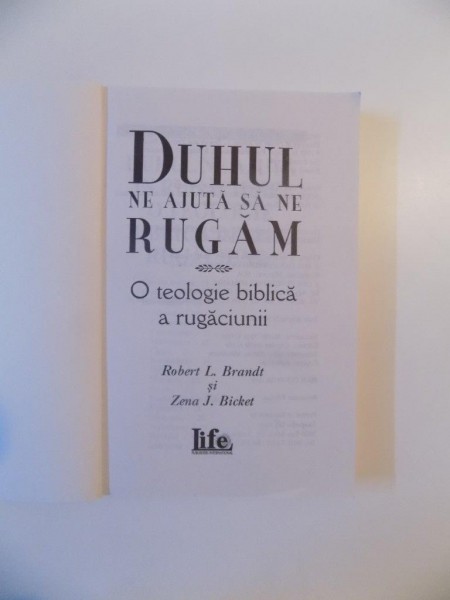 DUHUL
NE AJUTĂ SĂ NE
RUGĂM
O teologie biblică
a rugăciunii
Robert L. Brandt
și
Zena J. Bicket
Life